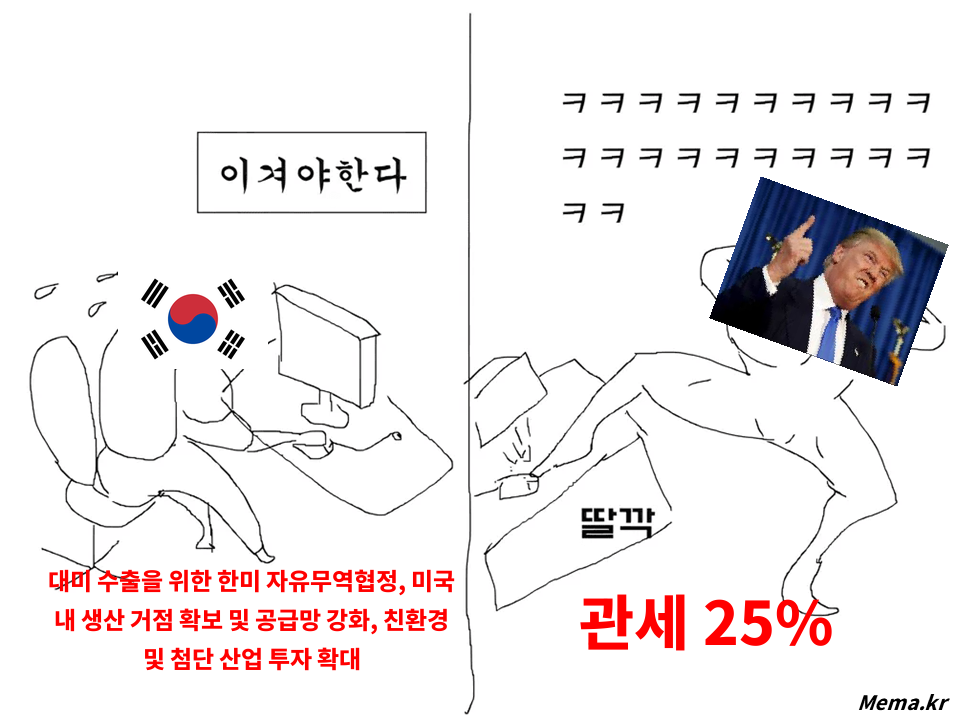 이겨야한다
대미 수출을 위한 한미 자유무역협정, 미국
내 생산 거점 확보 및 공급망 강화, 친환경
및 첨단 산업 투자 확대
ㅋㅋㅋㅋㅋㅋㅋㅋㅋㅋ
ㅋㅋㅋㅋㅋㅋㅋㅋㅋㅋ
ㅋㅋ
딸깍
관세 25%
Mema.kr